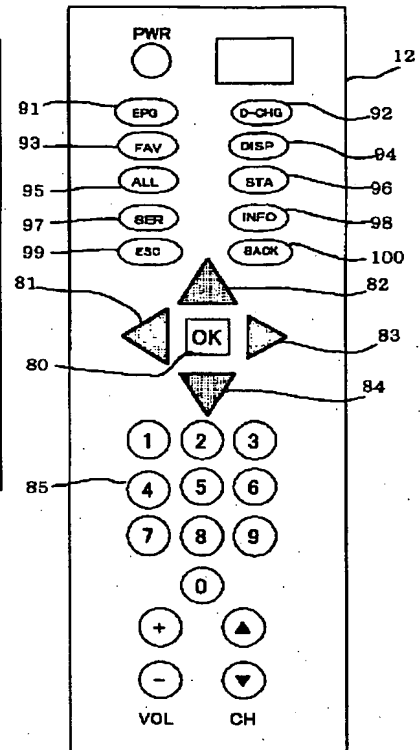 PWR
12
91 EPG D-CHG 92
93 FAV DISP 94
95 ALL STA 96
97 SER INFO 98
99 ESC BACK 100
81 82
OK 83
80 84
1 2 3
85 4 5 6
7 8 9
0
+ ▲
− ▼
VOL CH